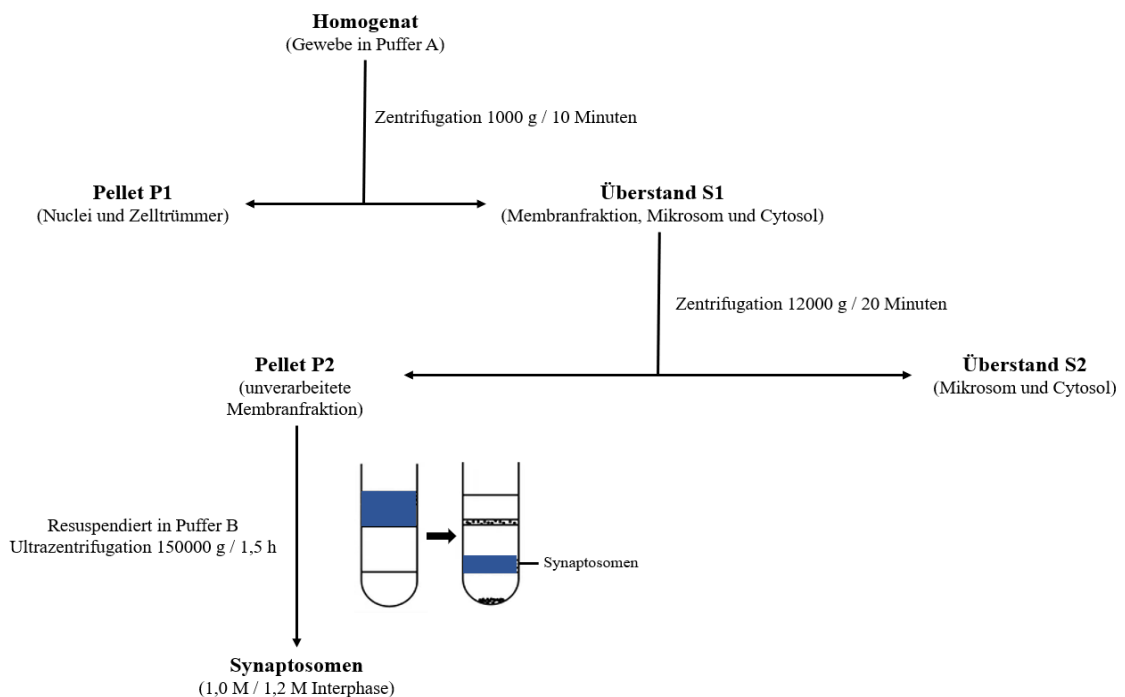 Homogenat
(Gewebe in Puffer A)
Zentrifugation 1000 g / 10 Minuten
Pellet P1
(Nuclei und Zelltrümmer)
Überstand S1
(Membranfraktion, Mikrosom und Cytosol)
Zentrifugation 12000 g / 20 Minuten
Pellet P2
(unverarbeitete
Membranfraktion)
Überstand S2
(Mikrosom und Cytosol)
Resuspendiert in Puffer B
Ultrazentrifugation 150000 g / 1,5 h
Synaptosomen
Synaptosomen
(1,0 M / 1,2 M Interphase)